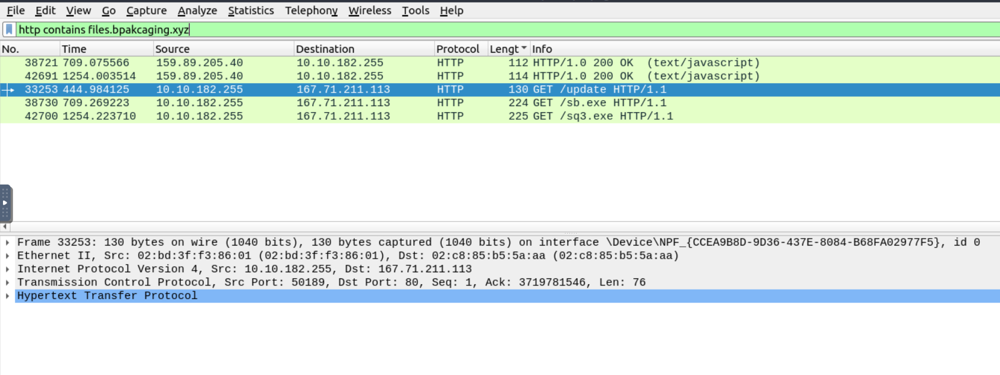 File Edit View Go Capture Analyze Statistics Telephony Wireless Tools Help
http contains files.bpakcaging.xyz
No. Time Source Destination Protocol Lengt Info
38721 709.075566 159.89.205.40 10.10.182.255 HTTP 112 HTTP/1.0 200 OK (text/javascript)
42691 1254.003514 159.89.205.40 10.10.182.255 HTTP 114 HTTP/1.0 200 OK (text/javascript)
33253 444.984125 10.10.182.255 167.71.211.113 HTTP 130 GET /update HTTP/1.1
38730 709.269223 10.10.182.255 167.71.211.113 HTTP 224 GET /sb.exe HTTP/1.1
42700 1254.223710 10.10.182.255 167.71.211.113 HTTP 225 GET /sq3.exe HTTP/1.1
Frame 33253: 130 bytes on wire (1040 bits), 130 bytes captured (1040 bits) on interface \Device\NPF_{CCEA9B8D-9D36-437E-8084-B68FA02977F5}, id 0
Ethernet II, Src: 02:bd:3f:f3:86:01 (02:bd:3f:f3:86:01), Dst: 02:c8:85:b5:5a:aa (02:c8:85:b5:5a:aa)
Internet Protocol Version 4, Src: 10.10.182.255, Dst: 167.71.211.113
Transmission Control Protocol, Src Port: 50189, Dst Port: 80, Seq: 1, Ack: 3719781546, Len: 76
Hypertext Transfer Protocol